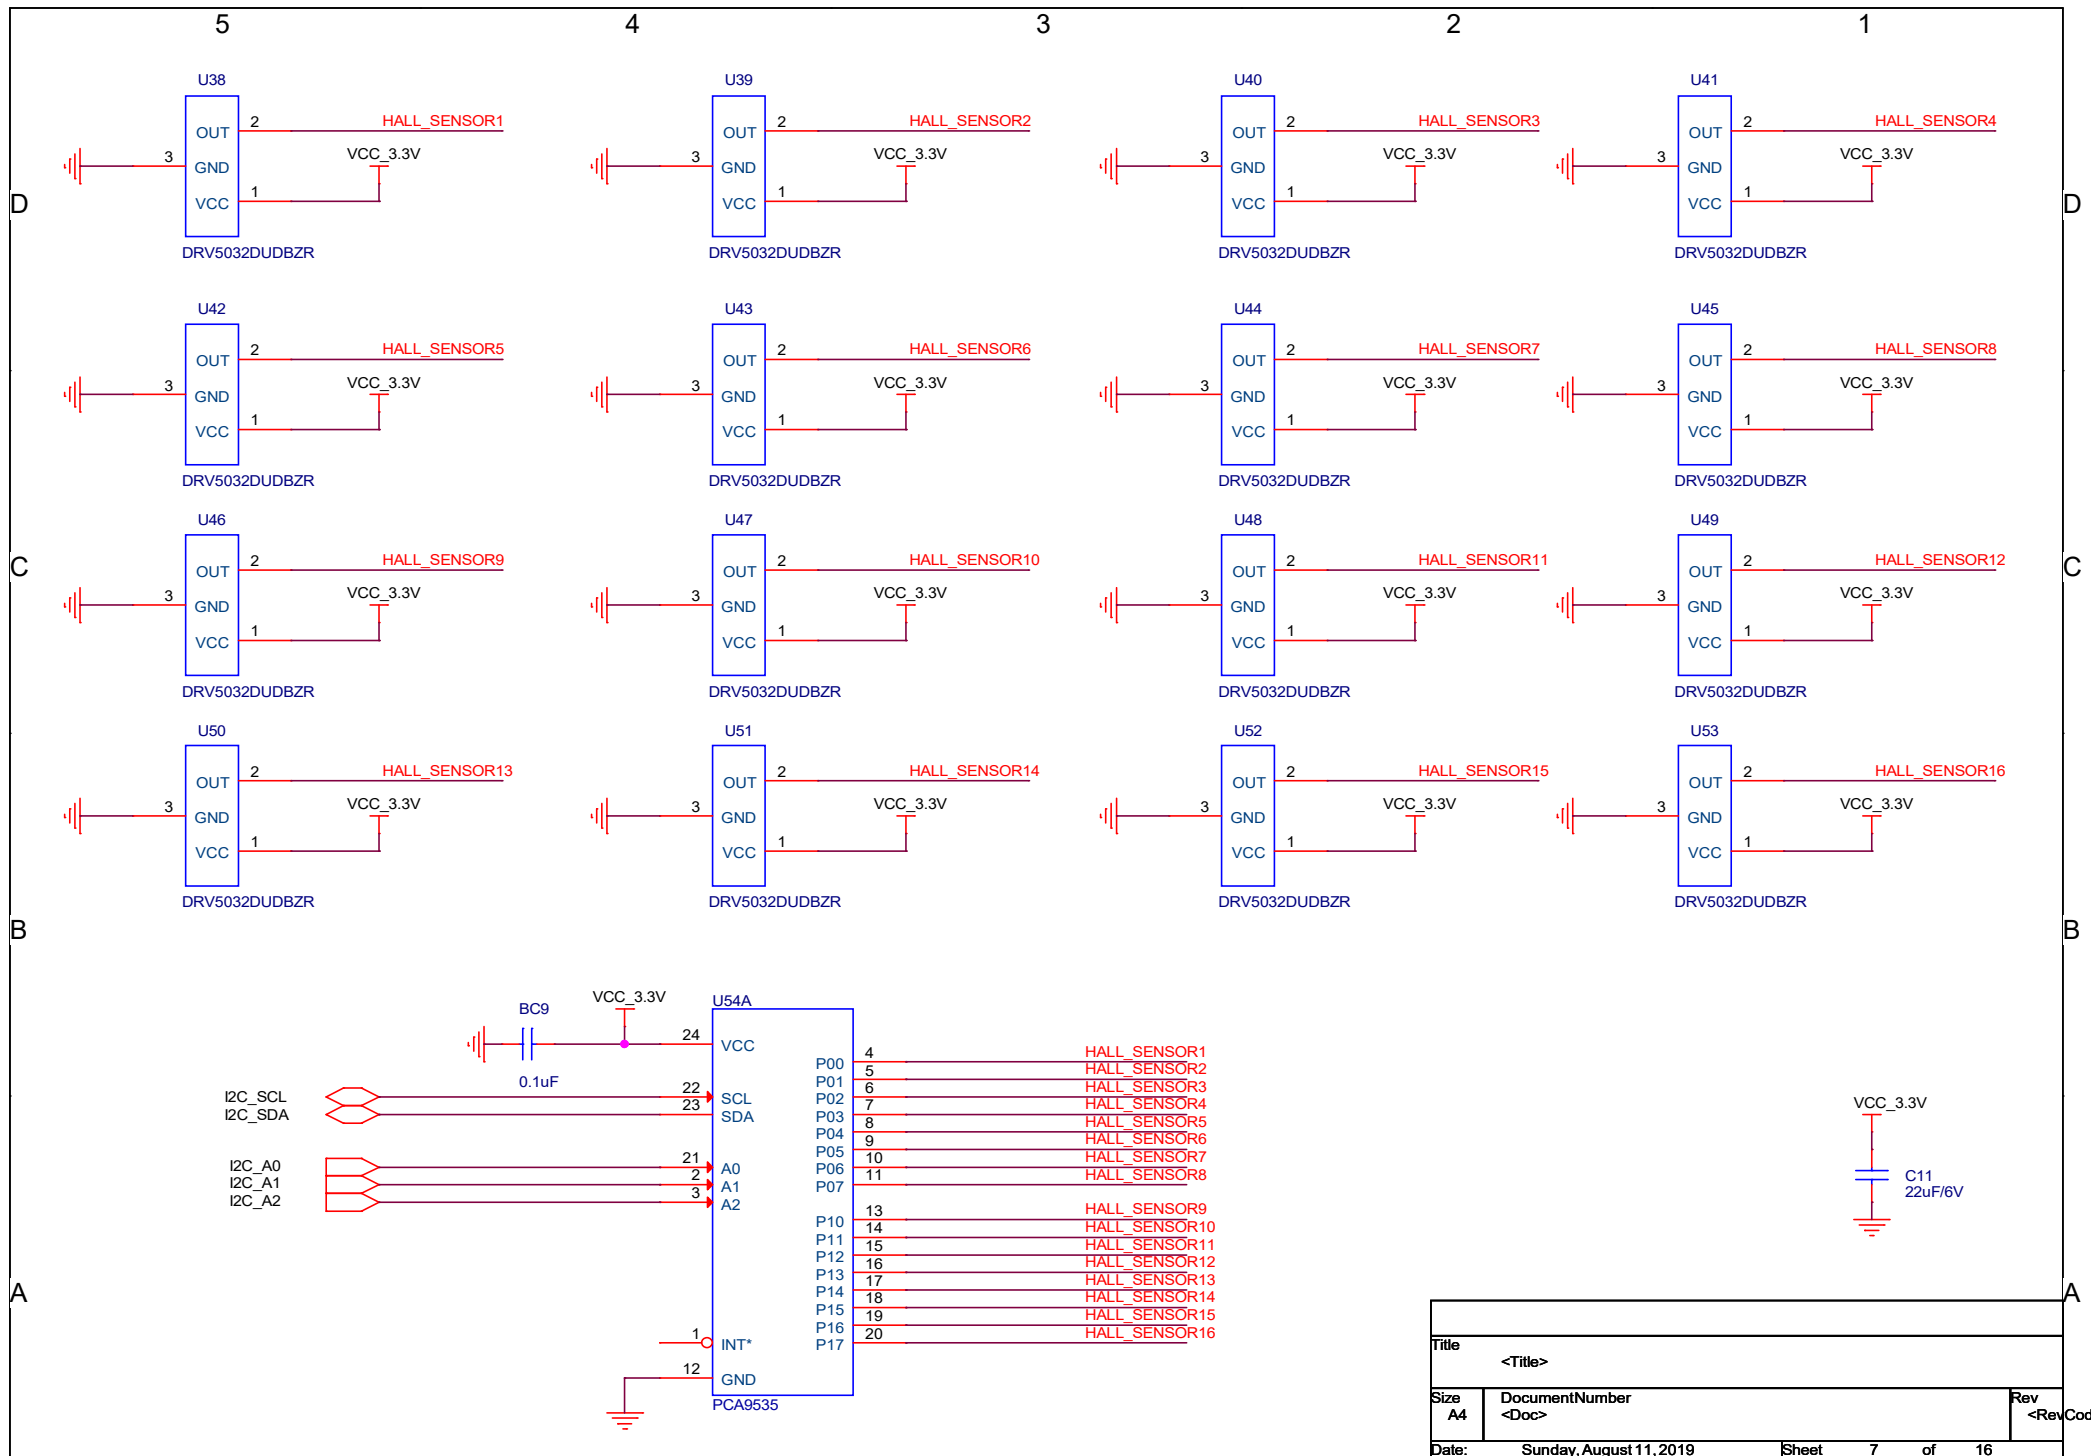 5 4 3 2 1
U38 U39 U40 U41
OUT 2 HALL_SENSOR1 OUT 2 HALL_SENSOR2 OUT 2 HALL_SENSOR3 OUT 2 HALL_SENSOR4
3 GND VCC_3.3V 3 GND VCC_3.3V 3 GND VCC_3.3V 3 GND VCC_3.3V
D VCC 1 VCC 1 VCC 1 VCC 1 D
DRV5032DUDBZR DRV5032DUDBZR DRV5032DUDBZR DRV5032DUDBZR
U42 U43 U44 U45
OUT 2 HALL_SENSOR5 OUT 2 HALL_SENSOR6 OUT 2 HALL_SENSOR7 OUT 2 HALL_SENSOR8
3 GND VCC_3.3V 3 GND VCC_3.3V 3 GND VCC_3.3V 3 GND VCC_3.3V
VCC 1 VCC 1 VCC 1 VCC 1
DRV5032DUDBZR DRV5032DUDBZR DRV5032DUDBZR DRV5032DUDBZR
U46 U47 U48 U49
C OUT 2 HALL_SENSOR9 OUT 2 HALL_SENSOR10 OUT 2 HALL_SENSOR11 OUT 2 HALL_SENSOR12 C
3 GND VCC_3.3V 3 GND VCC_3.3V 3 GND VCC_3.3V 3 GND VCC_3.3V
VCC 1 VCC 1 VCC 1 VCC 1
DRV5032DUDBZR DRV5032DUDBZR DRV5032DUDBZR DRV5032DUDBZR
U50 U51 U52 U53
OUT 2 HALL_SENSOR13 OUT 2 HALL_SENSOR14 OUT 2 HALL_SENSOR15 OUT 2 HALL_SENSOR16
3 GND VCC_3.3V 3 GND VCC_3.3V 3 GND VCC_3.3V 3 GND VCC_3.3V
VCC 1 VCC 1 VCC 1 VCC 1
DRV5032DUDBZR DRV5032DUDBZR DRV5032DUDBZR DRV5032DUDBZR
B B
BC9 VCC_3.3V U54A
24 VCC
0.1uF
I2C_SCL 22 SCL
I2C_SDA 23 SDA
I2C_A0 21 A0
I2C_A1 2 A1
I2C_A2 3 A2
1 INT*
12 GND
P00 4 HALL_SENSOR1
P01 5 HALL_SENSOR2
P02 6 HALL_SENSOR3
P03 7 HALL_SENSOR4
P04 8 HALL_SENSOR5
P05 9 HALL_SENSOR6
P06 10 HALL_SENSOR7
P07 11 HALL_SENSOR8
P10 13 HALL_SENSOR9
P11 14 HALL_SENSOR10
P12 15 HALL_SENSOR11
P13 16 HALL_SENSOR12
P14 17 HALL_SENSOR13
P15 18 HALL_SENSOR14
P16 19 HALL_SENSOR15
P17 20 HALL_SENSOR16
PCA9535
VCC_3.3V
C11
22uF/6V
A A
Title
<Title>
Size DocumentNumber Rev
A4 <Doc> <RevCod
Date: Sunday, August 11, 2019 Sheet 7 of 16